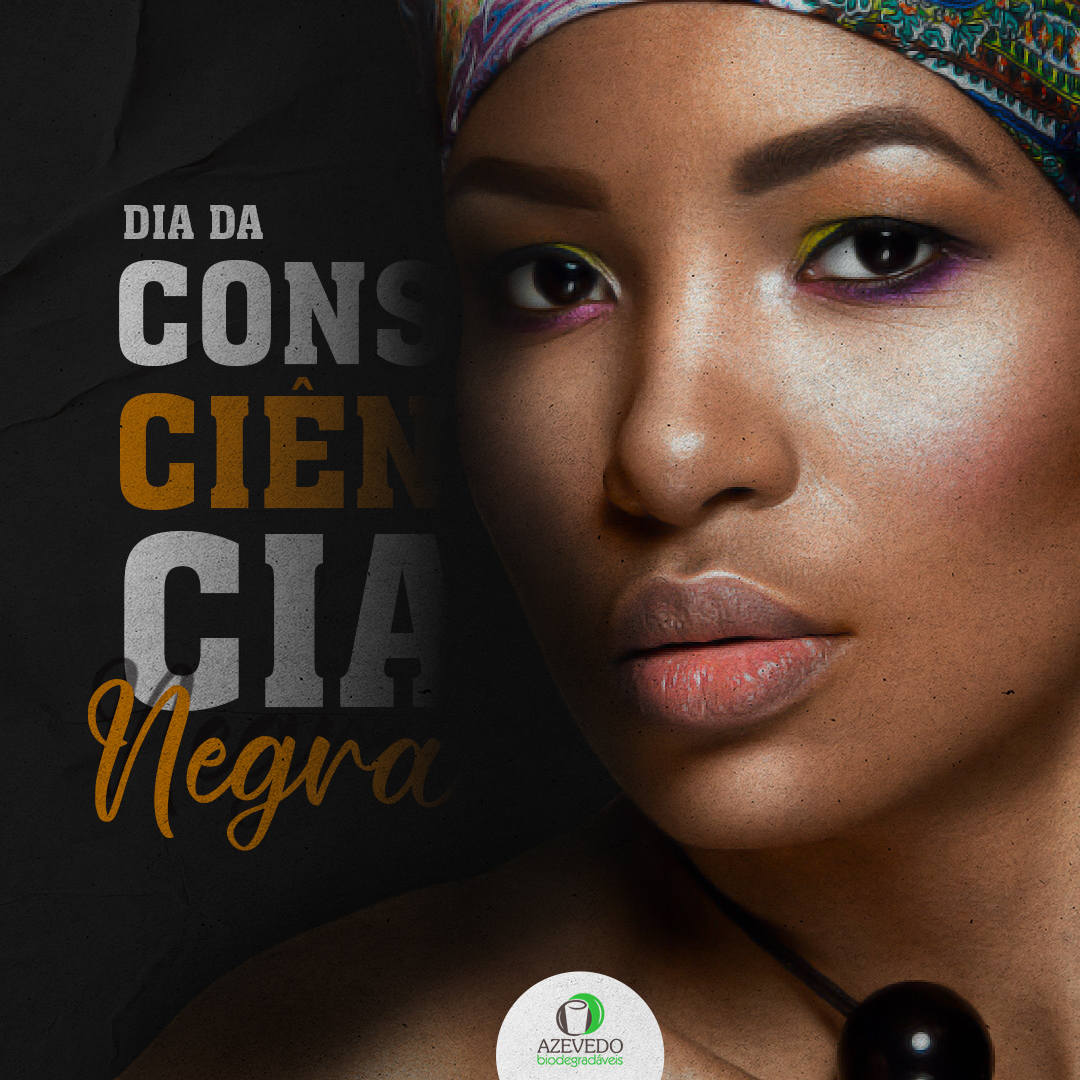 DIA DA
CONS
CIÊN
CIA
Negra
AZEVEDO
biodegradáveis